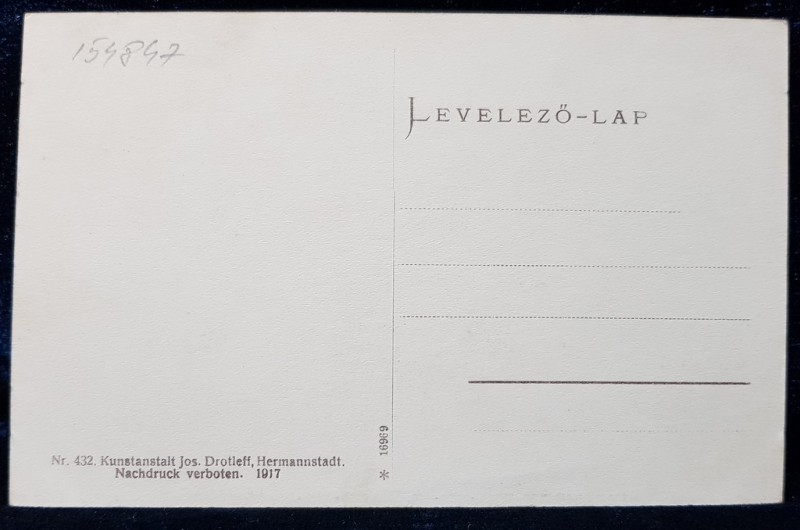 154847
LEVELEZŐ-LAP
* 16969
Nr. 432. Kunstanstalt Jos. Drotleff, Hermannstadt.
Nachdruck verboten. 1917